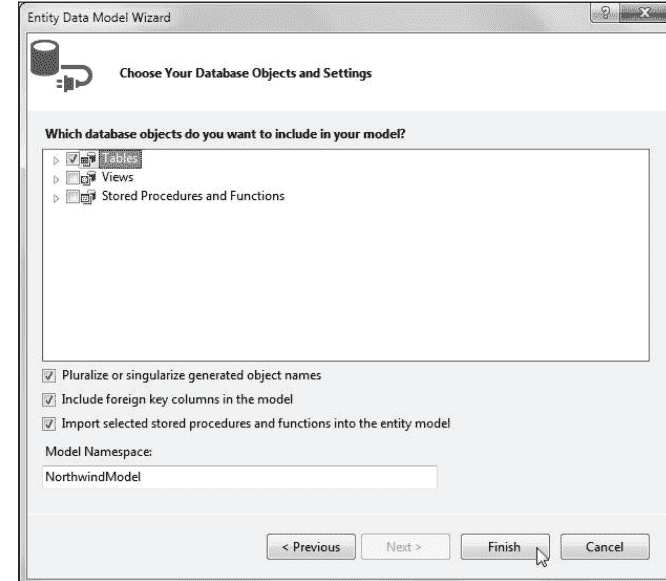 Entity Data Model Wizard
Choose Your Database Objects and Settings
Which database objects do you want to include in your model?
Tables
Views
Stored Procedures and Functions
Pluralize or singularize generated object names
Include foreign key columns in the model
Import selected stored procedures and functions into the entity model
Model Namespace:
NorthwindModel
< Previous Next > Finish Cancel